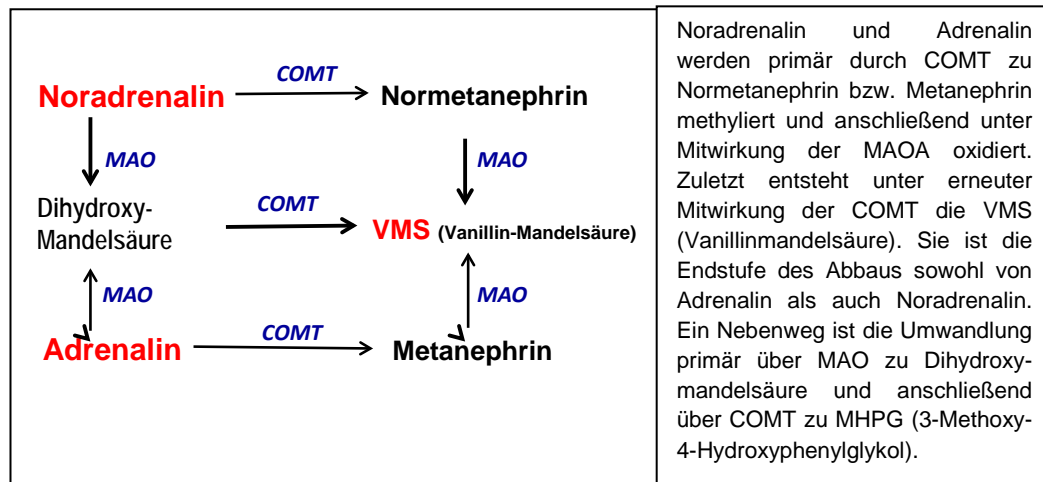 COMT
Noradrenalin
Normetanephrin
MAO
MAO
Dihydroxy-
Mandelsäure
COMT
VMS (Vanillin-Mandelsäure)
MAO
MAO
Adrenalin
COMT
Metanephrin
Noradrenalin und Adrenalin
werden primär durch COMT zu
Normetanephrin bzw. Metanephrin
methyliert und anschließend unter
Mitwirkung der MAOA oxidiert.
Zuletzt entsteht unter erneuter
Mitwirkung der COMT die VMS
(Vanillinmandelsäure). Sie ist die
Endstufe des Abbaus sowohl von
Adrenalin als auch Noradrenalin.
Ein Nebenweg ist die Umwandlung
primär über MAO zu Dihydroxy-
mandelsäure und anschließend
über COMT zu MHPG (3-Methoxy-
4-Hydroxyphenylglykol).